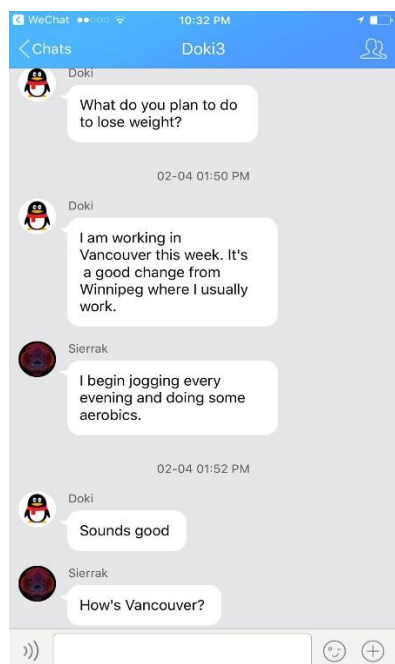 WeChat 10:32 PM
Chats Doki3
Doki
What do you plan to do
to lose weight?
02-04 01:50 PM
Doki
I am working in
Vancouver this week. It's
a good change from
Winnipeg where I usually
work.
Sierrak
I begin jogging every
evening and doing some
aerobics.
02-04 01:52 PM
Doki
Sounds good
Sierrak
How's Vancouver?